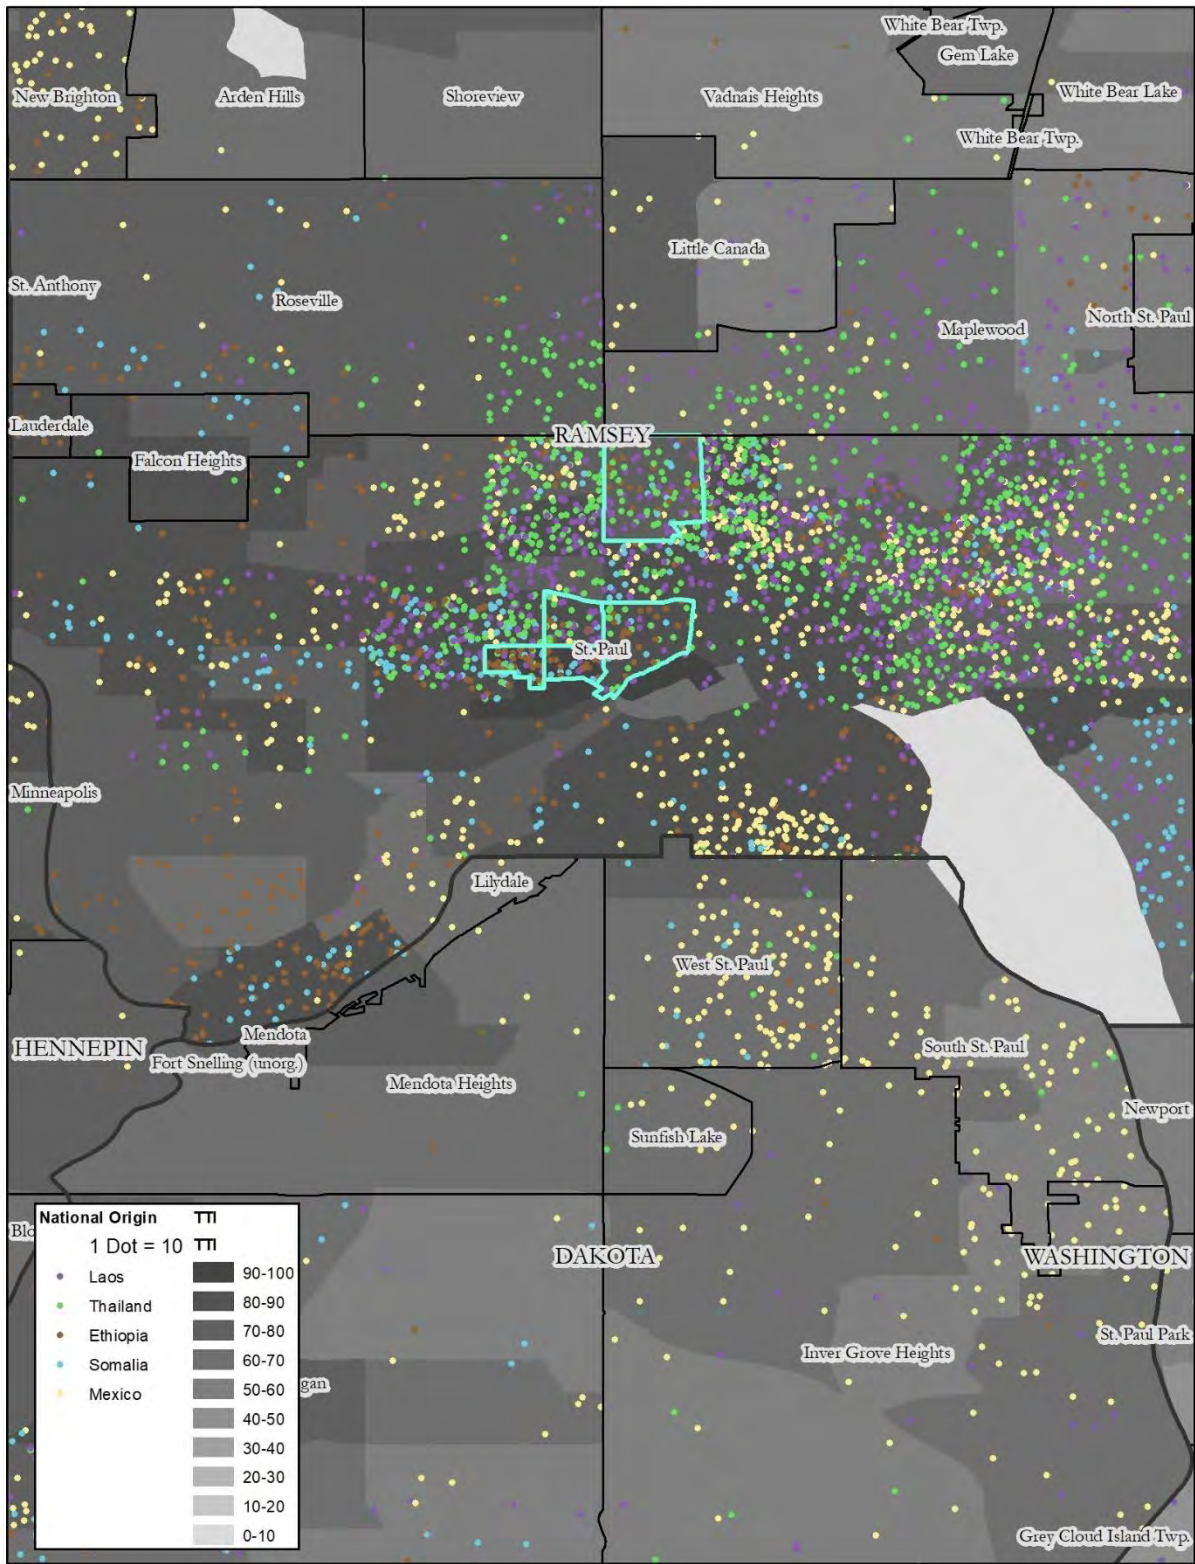 White Bear Twp.
Gem Lake
New Brighton
Arden Hills
Shoreview
Vadnais Heights
White Bear Lake
White Bear Twp.
Little Canada
St. Anthony
Roseville
North St. Paul
Maplewood
Lauderdale
RAMSEY
Falcon Heights
St. Paul
Minneapolis
Lilydale
West St. Paul
HENNEPIN
Mendota
South St. Paul
Fort Snelling (unorg.)
Mendota Heights
Newport
Sunfish Lake
Blo
DAKOTA
WASHINGTON
St. Paul Park
Inver Grove Heights
gan
Grey Cloud Island Twp.
National Origin
1 Dot = 10
Laos
Thailand
Ethiopia
Somalia
Mexico
TTI
TTI
90-100
80-90
70-80
60-70
50-60
40-50
30-40
20-30
10-20
0-10